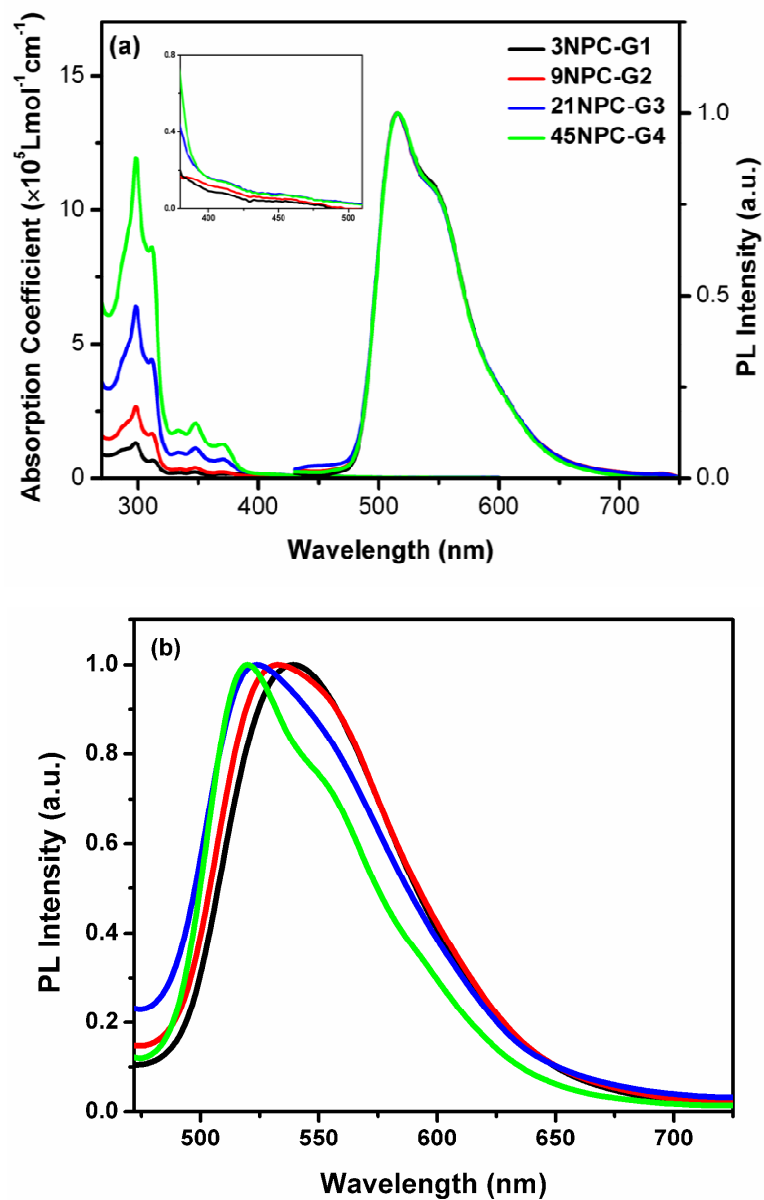 (a)
3NPC-G1
9NPC-G2
21NPC-G3
45NPC-G4
0.8
0.4
0.0
400
450
500
15
10
5
0
Absorption Coefficient (×10⁵Lmol⁻¹cm⁻¹)
1.0
0.5
0.0
PL Intensity (a.u.)
300
400
500
600
700
Wavelength (nm)
(b)
1.0
0.8
0.6
0.4
0.2
0.0
PL Intensity (a.u.)
500
550
600
650
700
Wavelength (nm)